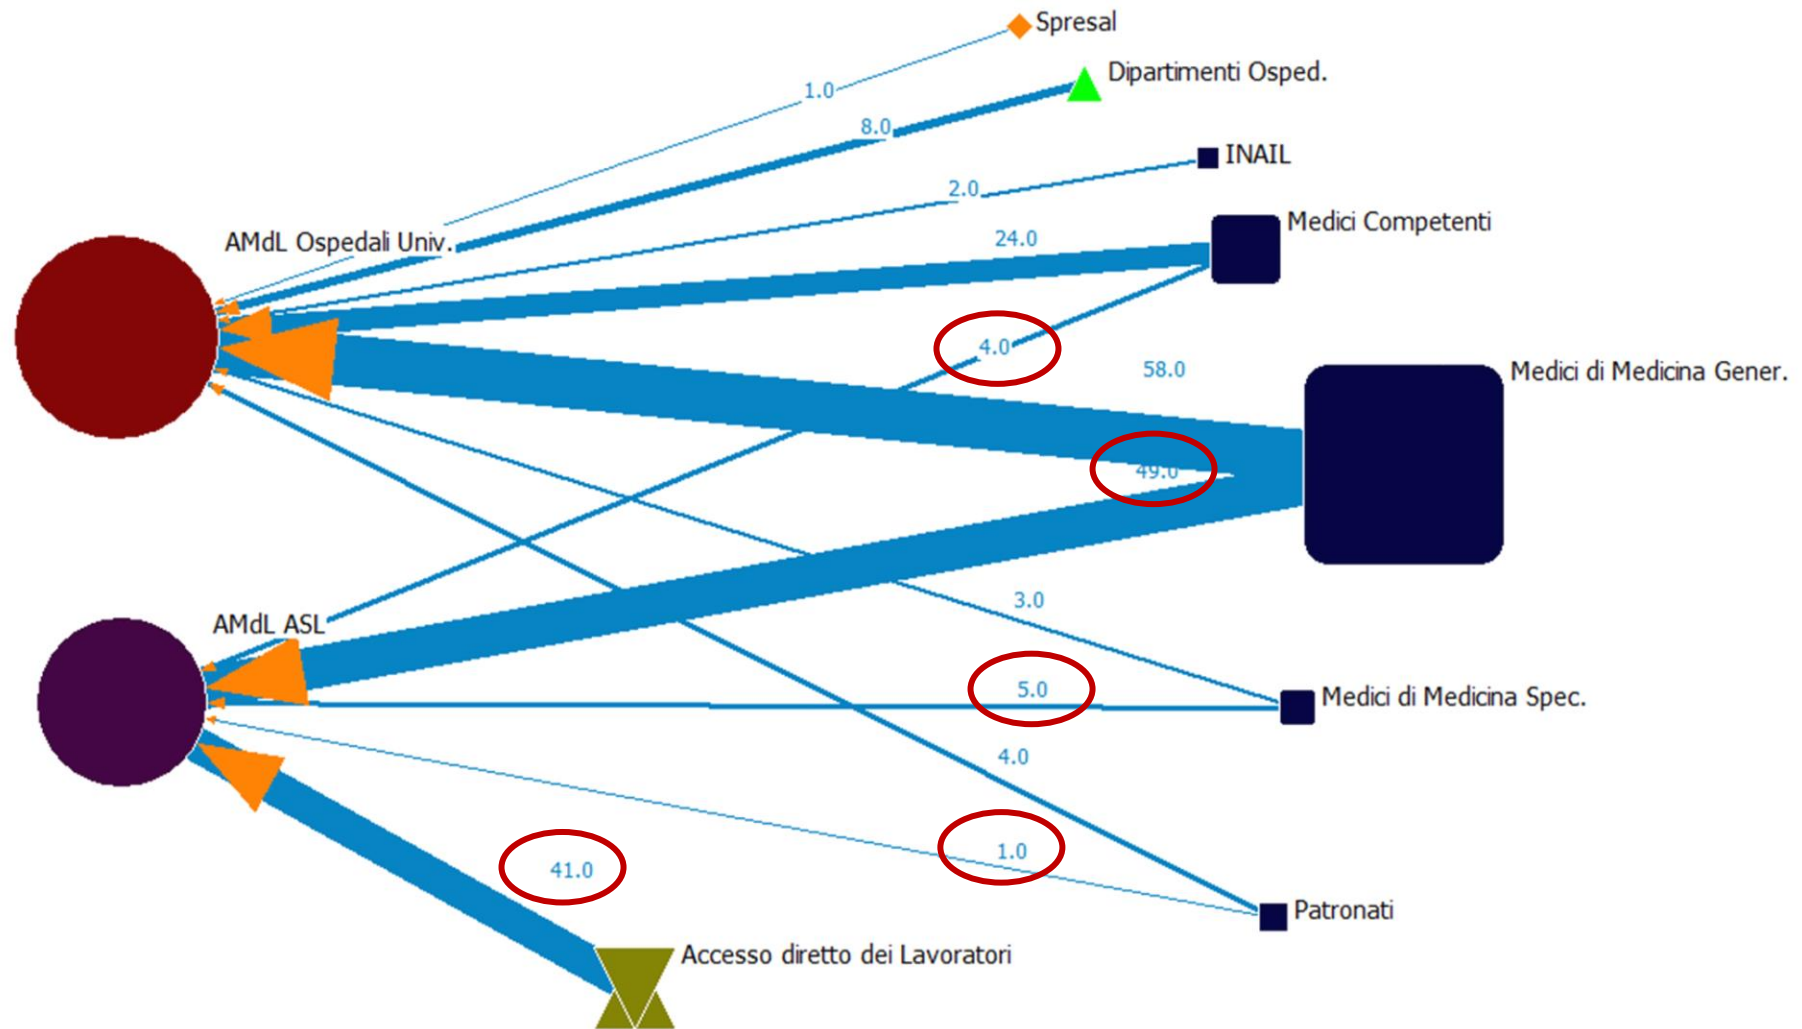 Spresal
Dipartimenti Osped.
1.0
8.0
INAIL
2.0
Medici Competenti
AMdL Ospedali Univ.
24.0
4.0
58.0
Medici di Medicina Gener.
49.0
3.0
AMdL ASL
5.0
Medici di Medicina Spec.
4.0
1.0
41.0
Patronati
Accesso diretto dei Lavoratori